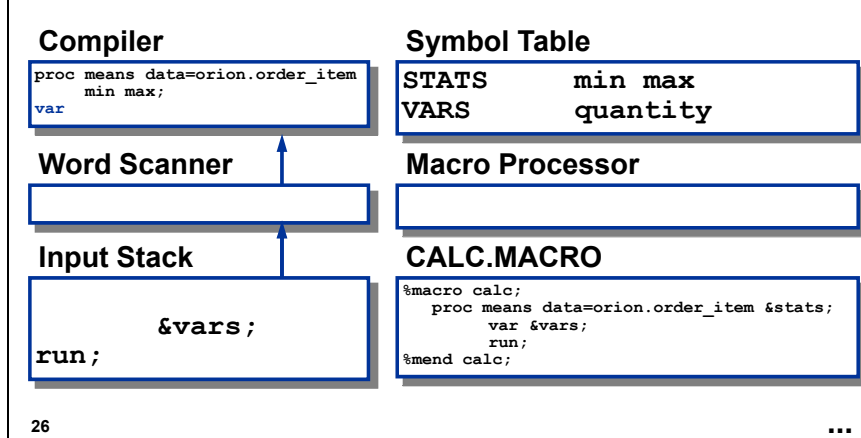 Compiler
proc means data=orion.order_item
min max;
var
Symbol Table
STATS min max
VARS quantity
Word Scanner
Macro Processor
Input Stack
&vars;
run;
CALC.MACRO
%macro calc;
proc means data=orion.order_item &stats;
var &vars;
run;
%mend calc;
26
...